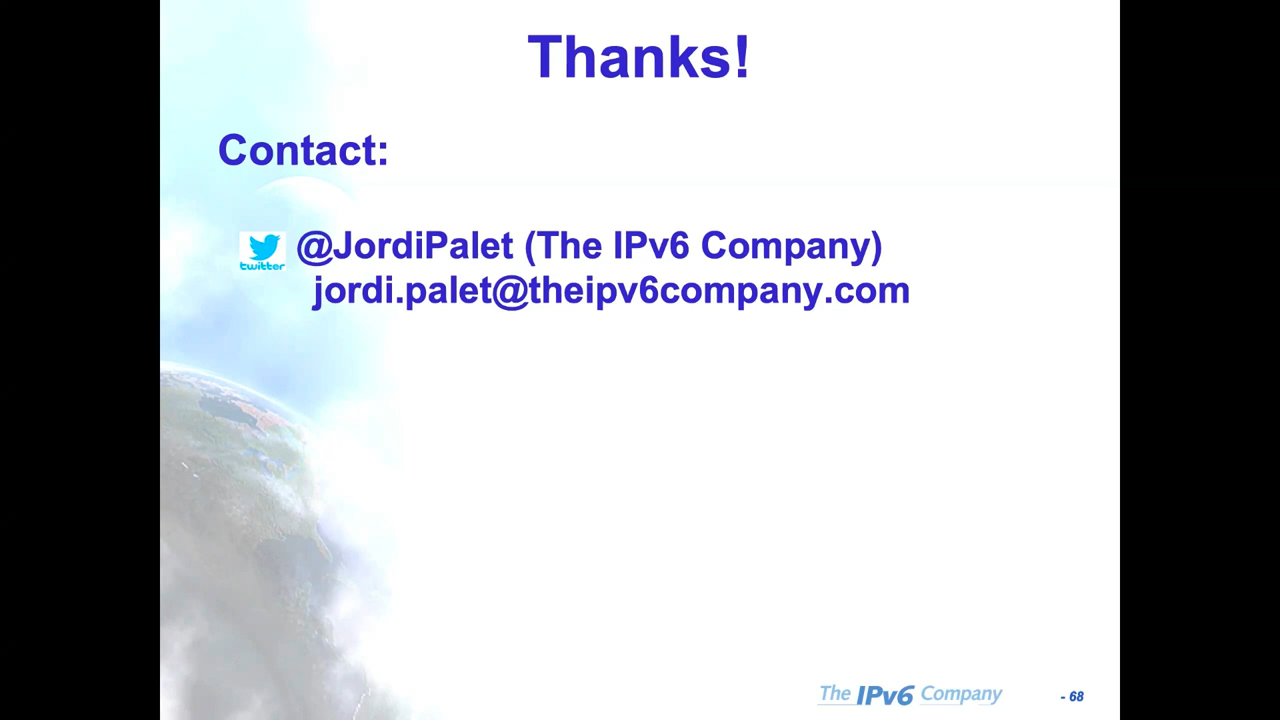 Thanks!
Contact:
twitter @JordiPalet (The IPv6 Company)
jordi.palet@theipv6company.com
The IPv6 Company
- 68